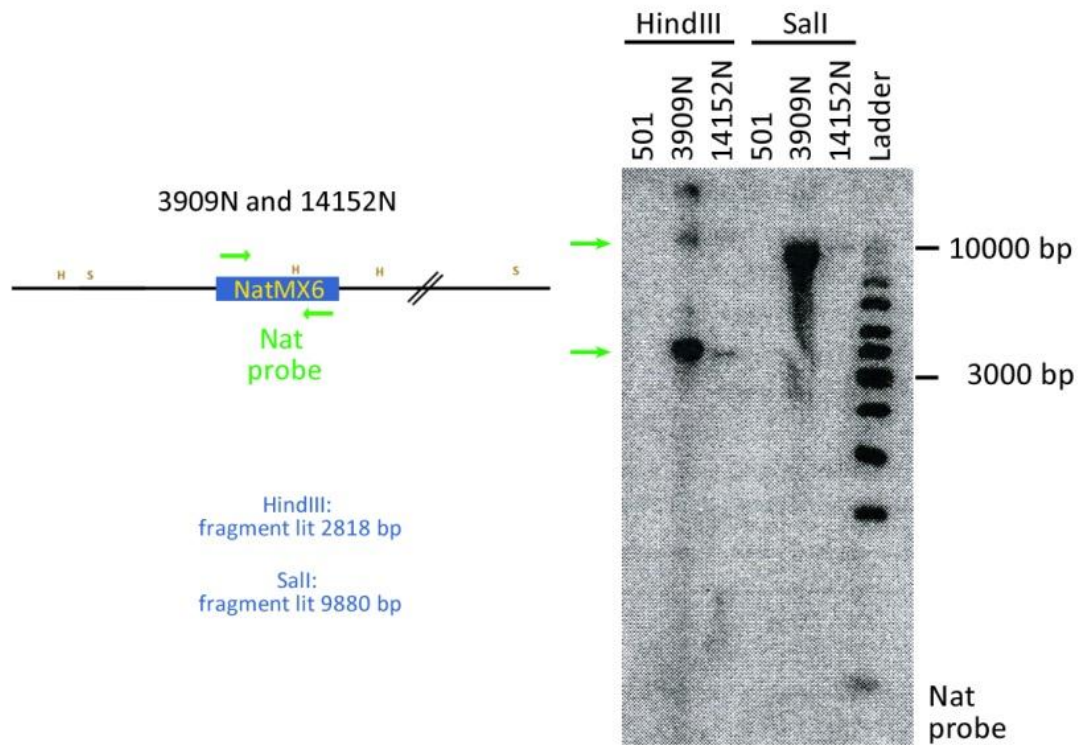 HindIII SalI
501 3909N 14152N 501 3909N 14152N Ladder
3909N and 14152N
H S H H S
NatMX6
Nat
probe
HindIII:
fragment lit 2818 bp
SalI:
fragment lit 9880 bp
10000 bp
3000 bp
Nat
probe